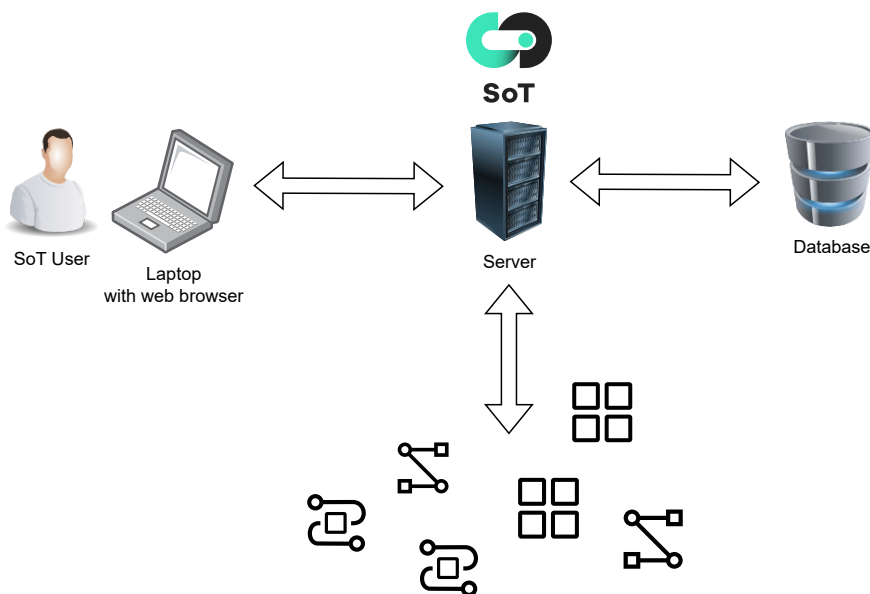 SoT
SoT User
Laptop
with web browser
Server
Database